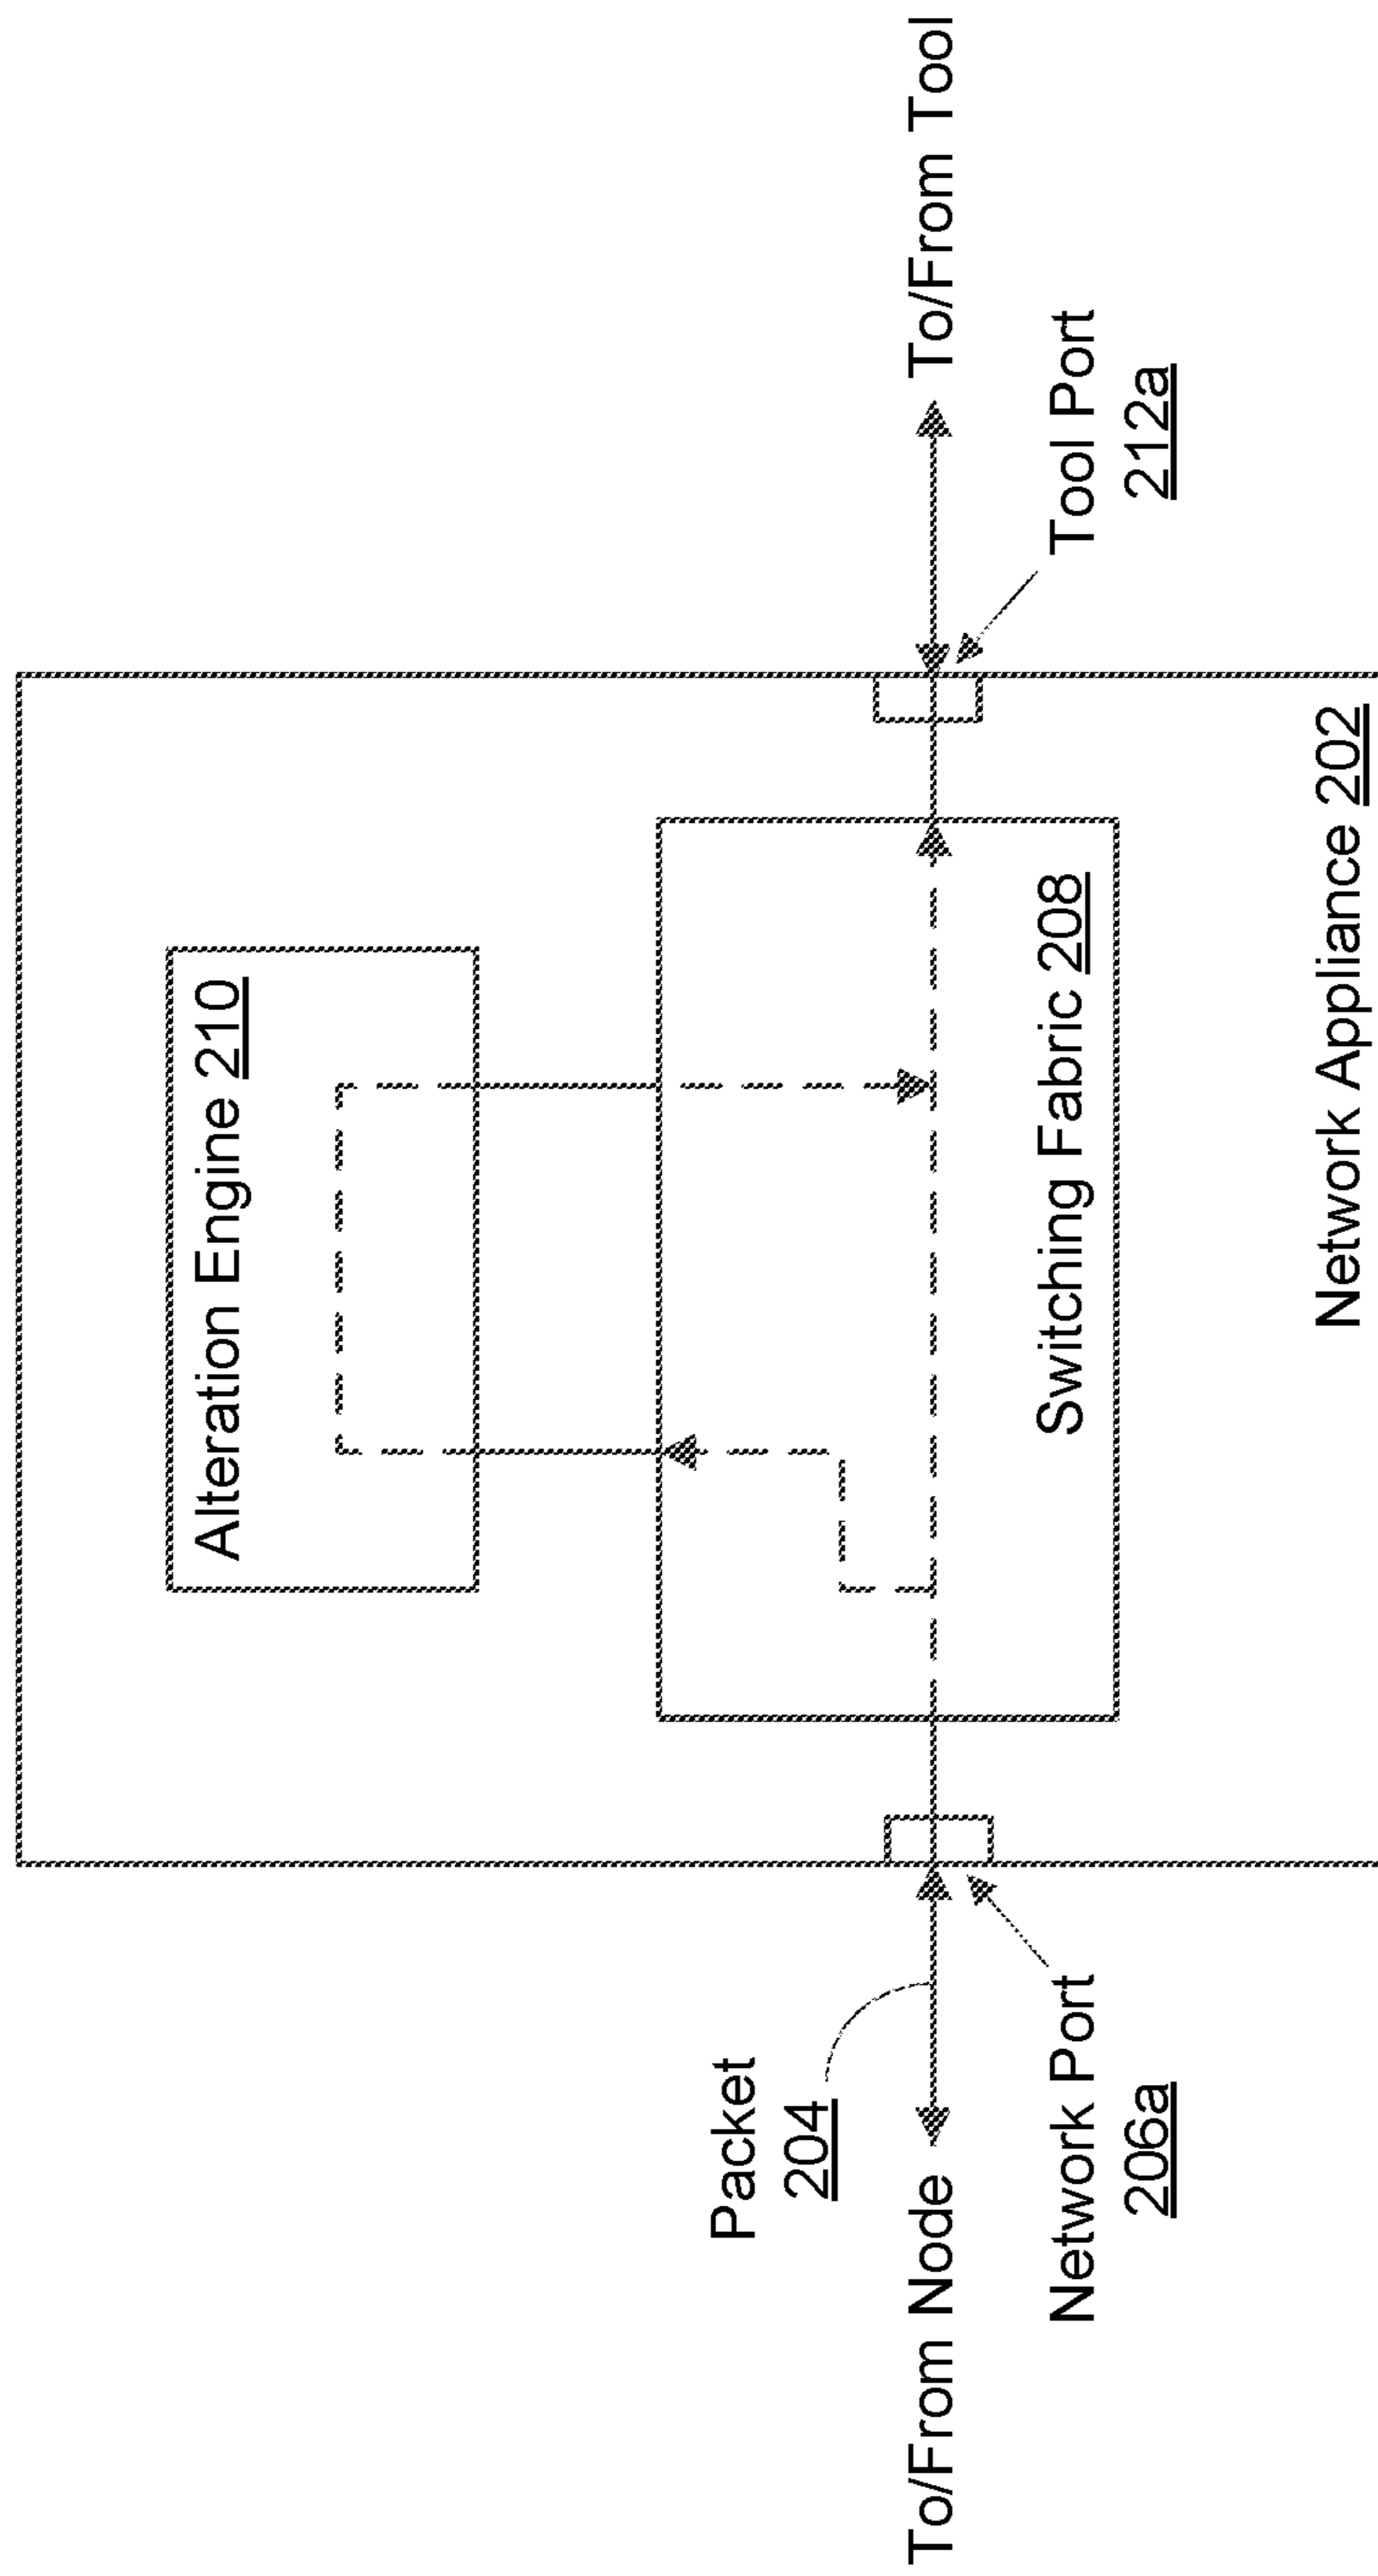 Alteration Engine 210
Packet
204
To/From Node
To/From Tool
Switching Fabric 208
Network Port
206a
Tool Port
212a
Network Appliance 202